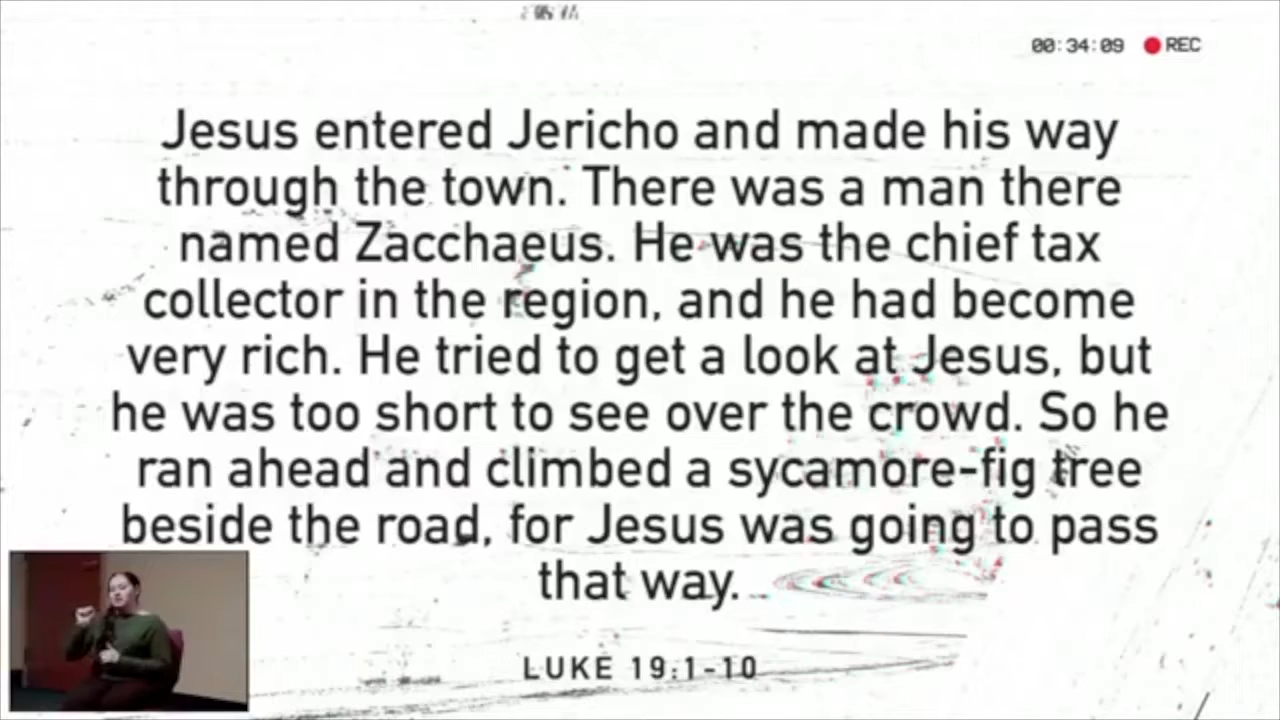 00:34:09 REC
Jesus entered Jericho and made his way
through the town. There was a man there
named Zacchaeus. He was the chief tax
collector in the region, and he had become
very rich. He tried to get a look at Jesus, but
he was too short to see over the crowd. So he
ran ahead and climbed a sycamore-fig tree
beside the road, for Jesus was going to pass
that way.
LUKE 19:1-10